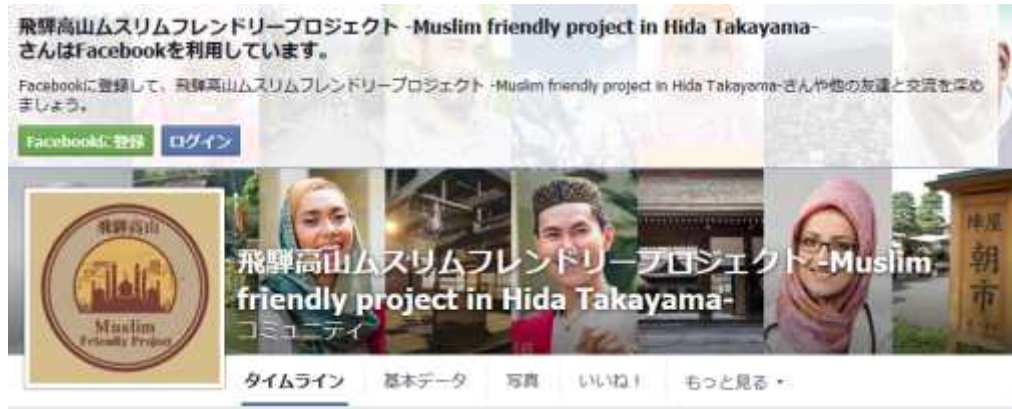 飛騨高山ムスリムフレンドリープロジェクト -Muslim friendly project in Hida Takayama-
さんはFacebookを利用しています。
Facebookに登録して、飛騨高山ムスリムフレンドリープロジェクト -Muslim friendly project in Hida Takayama-さんや他の友達と交流を深め
ましょう。
Facebookに登録 ログイン
飛騨高山
Muslim
Friendly Project
飛騨高山ムスリムフレンドリープロジェクト -Muslim
friendly project in Hida Takayama-
コミュニティ
陣屋
朝市
タイムライン 基本データ 写真 いいね! もっと見る